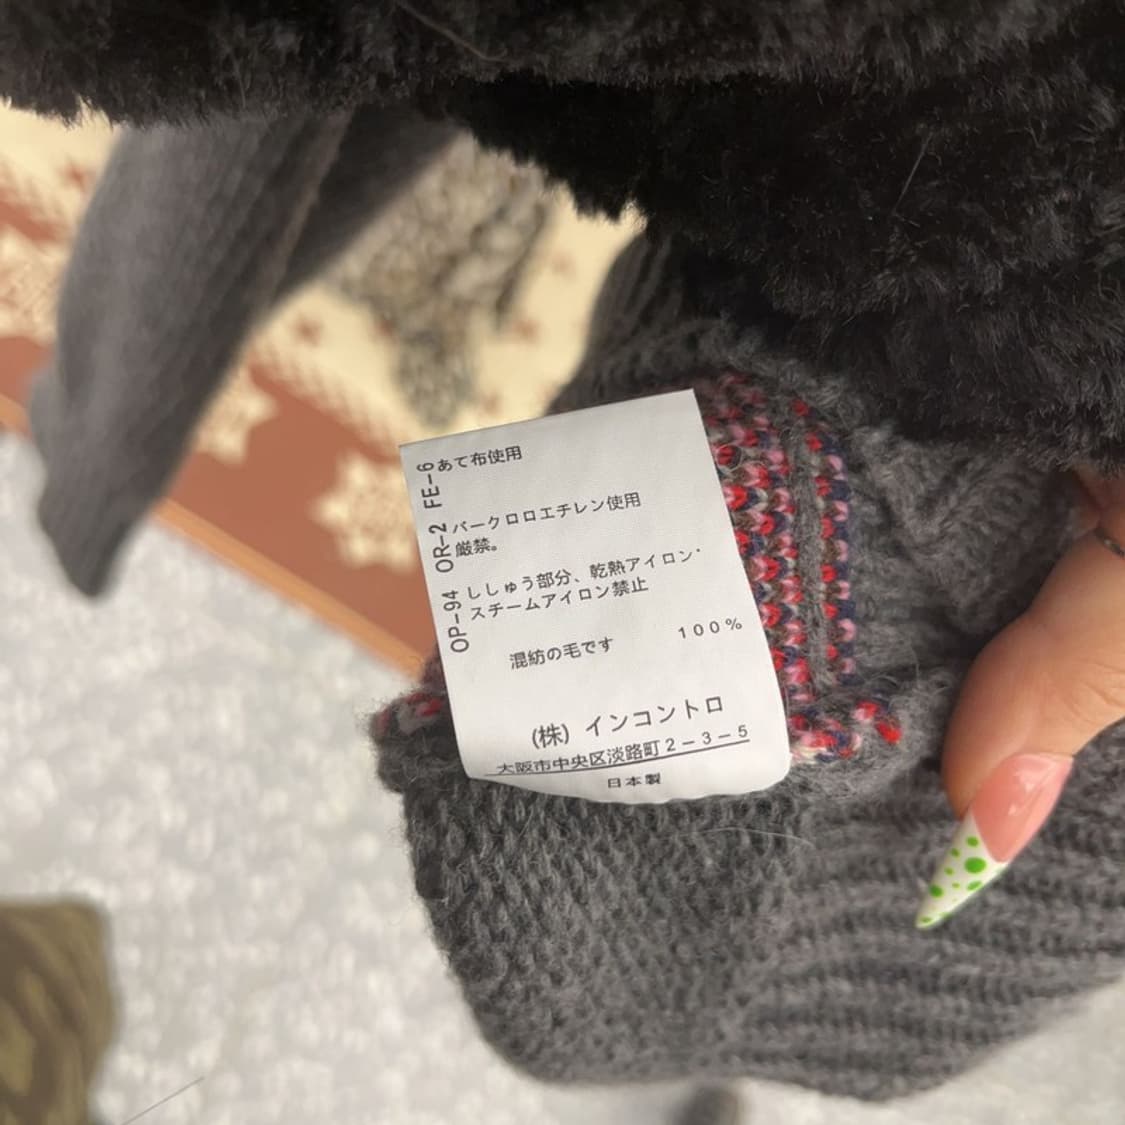 FE-6
あて布使用
OR-2
パークロロエチレン使用
厳禁。
OP-94
ししゅう部分、乾熱アイロン・
スチームアイロン禁止
混紡の毛です 100%
(株) インコントロ
大阪市中央区淡路町2-3-5
日本製